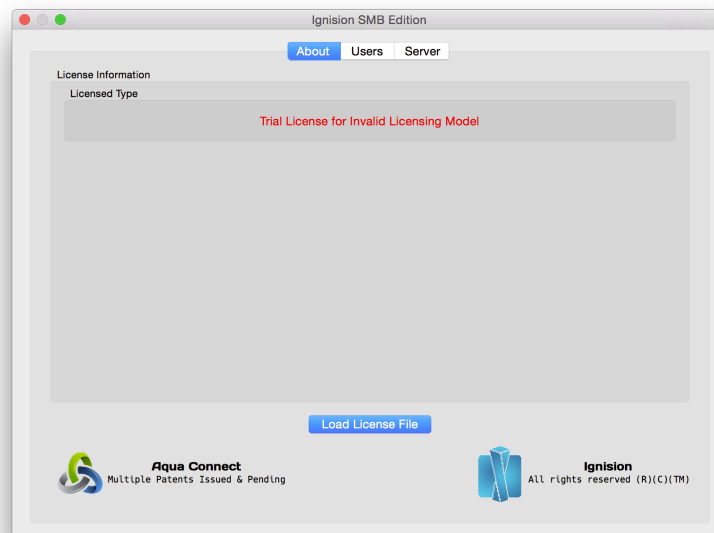 Ignision SMB Edition
About Users Server
License Information
Licensed Type
Trial License for Invalid Licensing Model
Load License File
Aqua Connect
Multiple Patents Issued & Pending
Ignision
All rights reserved (R)(C)(TM)